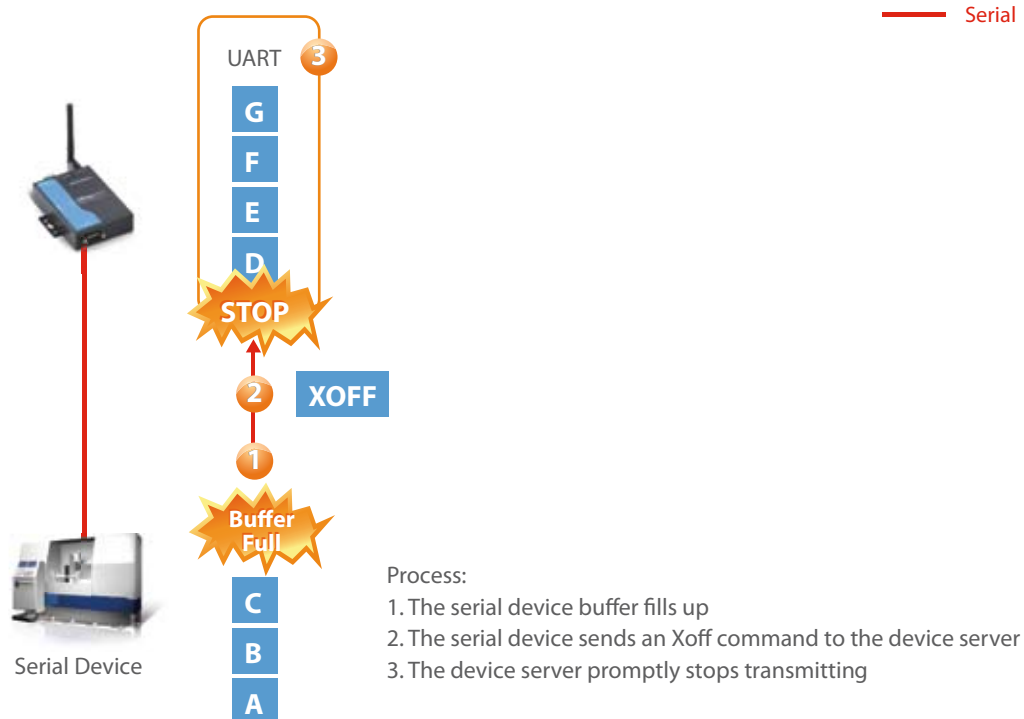 Serial
UART
3
G
F
E
D
STOP
2
XOFF
1
Buffer
Full
C
B
A
Serial Device
Process:
1. The serial device buffer fills up
2. The serial device sends an Xoff command to the device server
3. The device server promptly stops transmitting